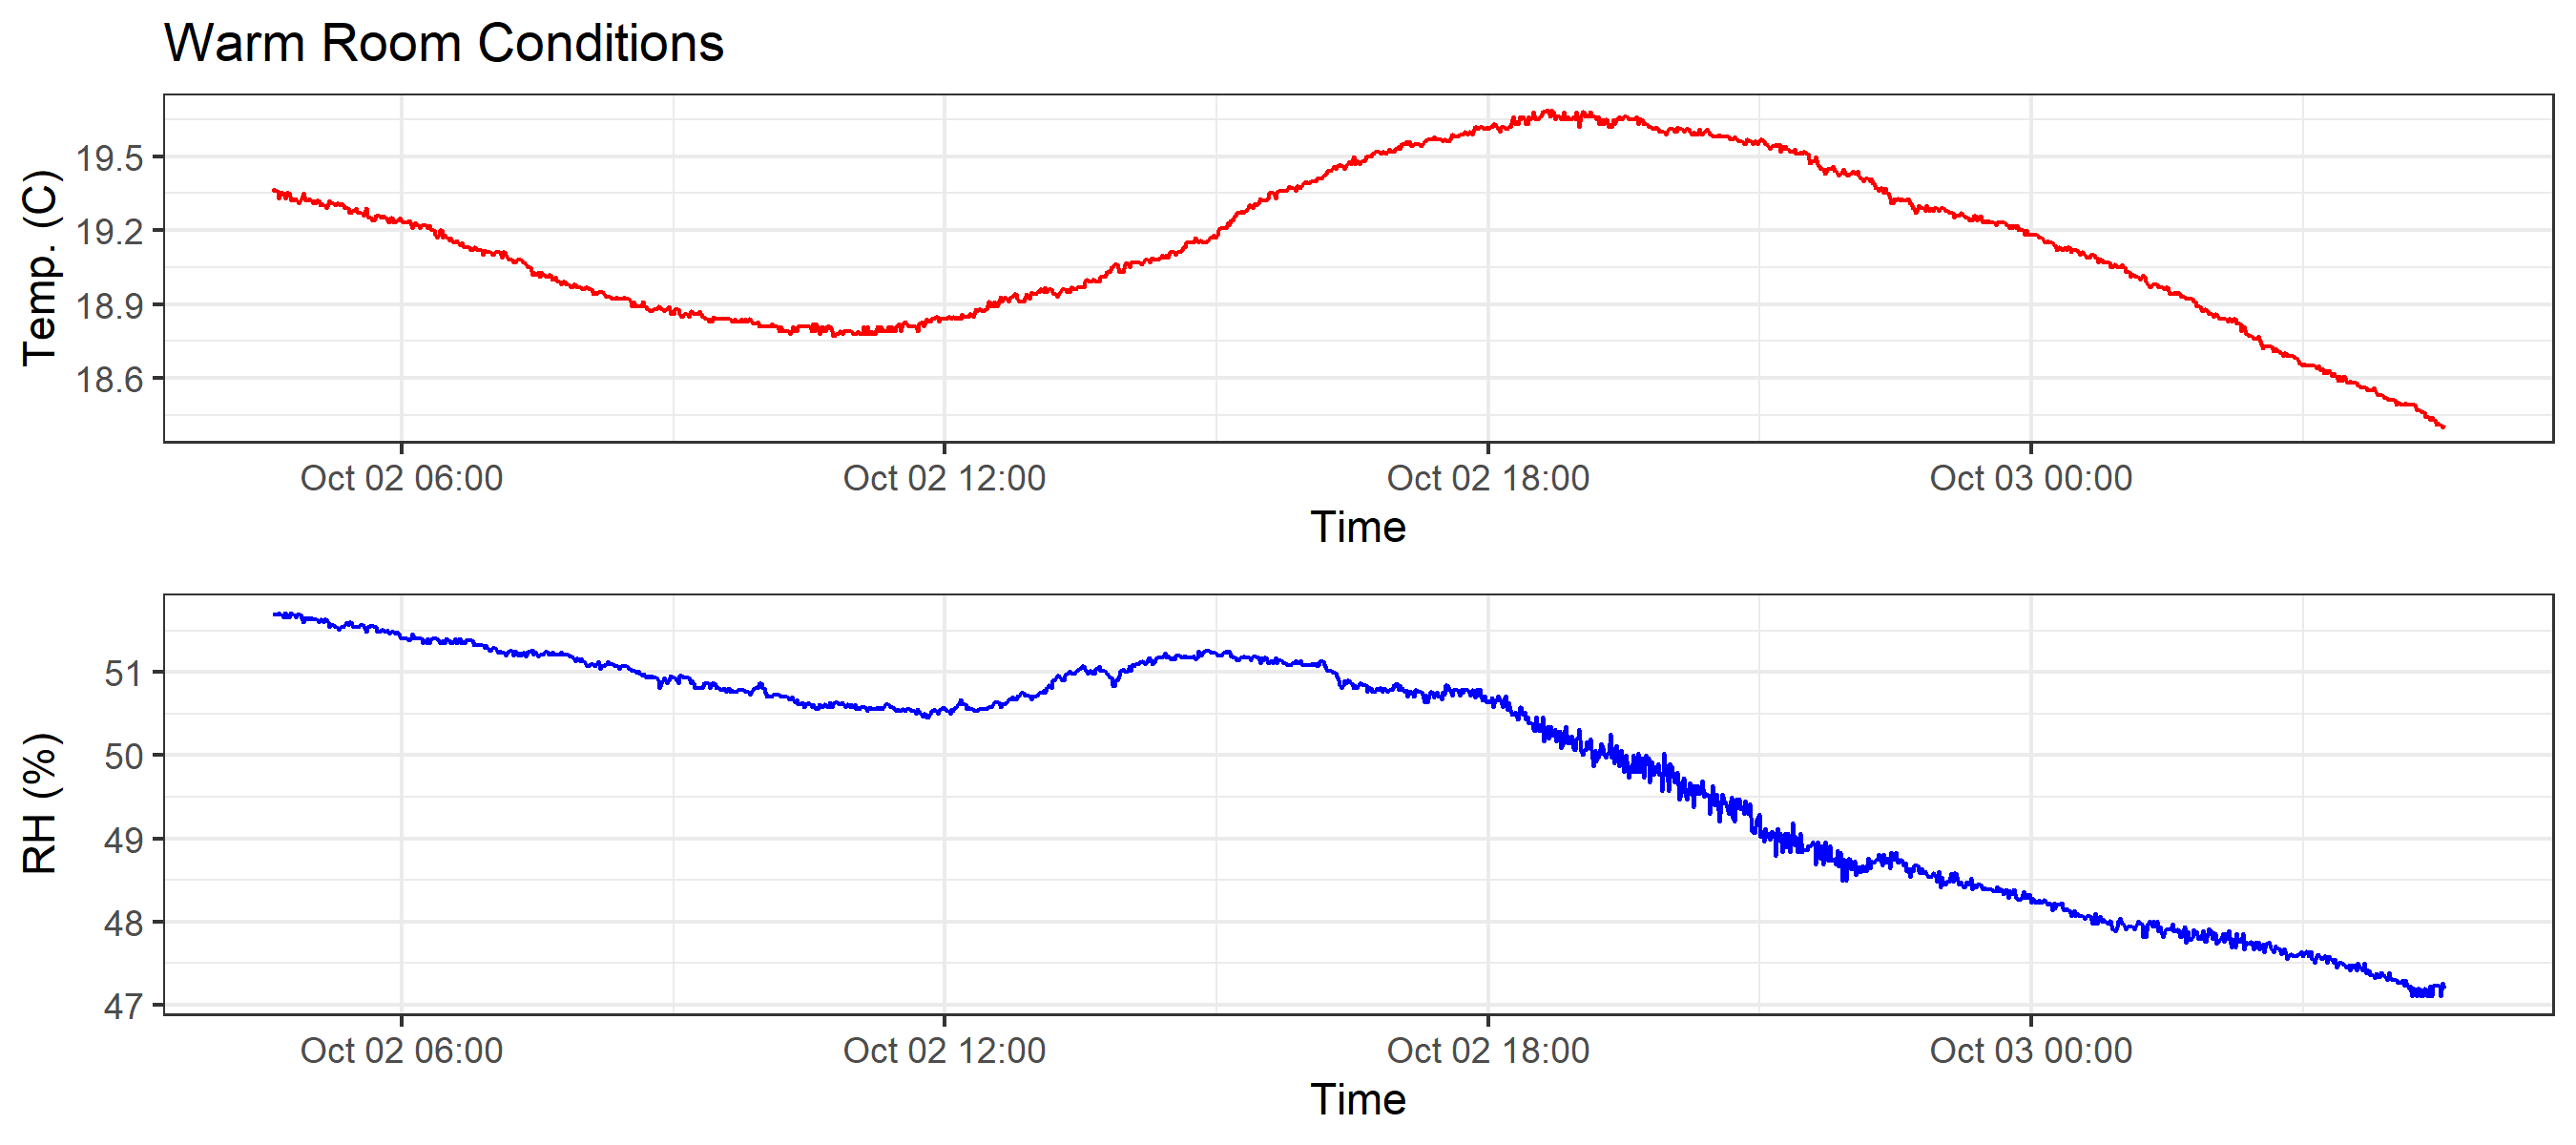 Warm Room Conditions
Temp. (C)
19.5
19.2
18.9
18.6
Oct 02 06:00 Oct 02 12:00 Oct 02 18:00 Oct 03 00:00
Time
RH (%)
51
50
49
48
47
Oct 02 06:00 Oct 02 12:00 Oct 02 18:00 Oct 03 00:00
Time